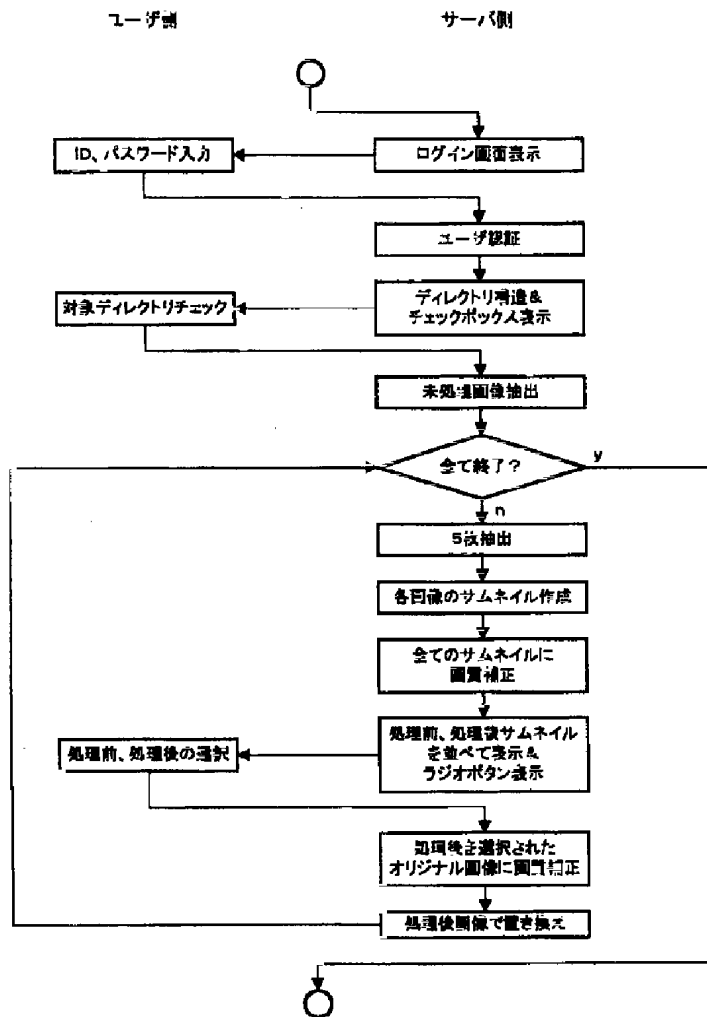 ユーザ側
サーバ側
ログイン画面表示
ID、パスワード入力
ユーザ認証
ディレクトリ構造&
チェックボックス表示
対象ディレクトリチェック
未処理画像抽出
全て終了?
y
n
5枚抽出
各画像のサムネイル作成
全てのサムネイルに
画質補正
処理前、処理後サムネイル
を並べて表示&
ラジオボタン表示
処理前、処理後の選択
処理後を選択された
オリジナル画像に画質補正
処理後画像で置き換え